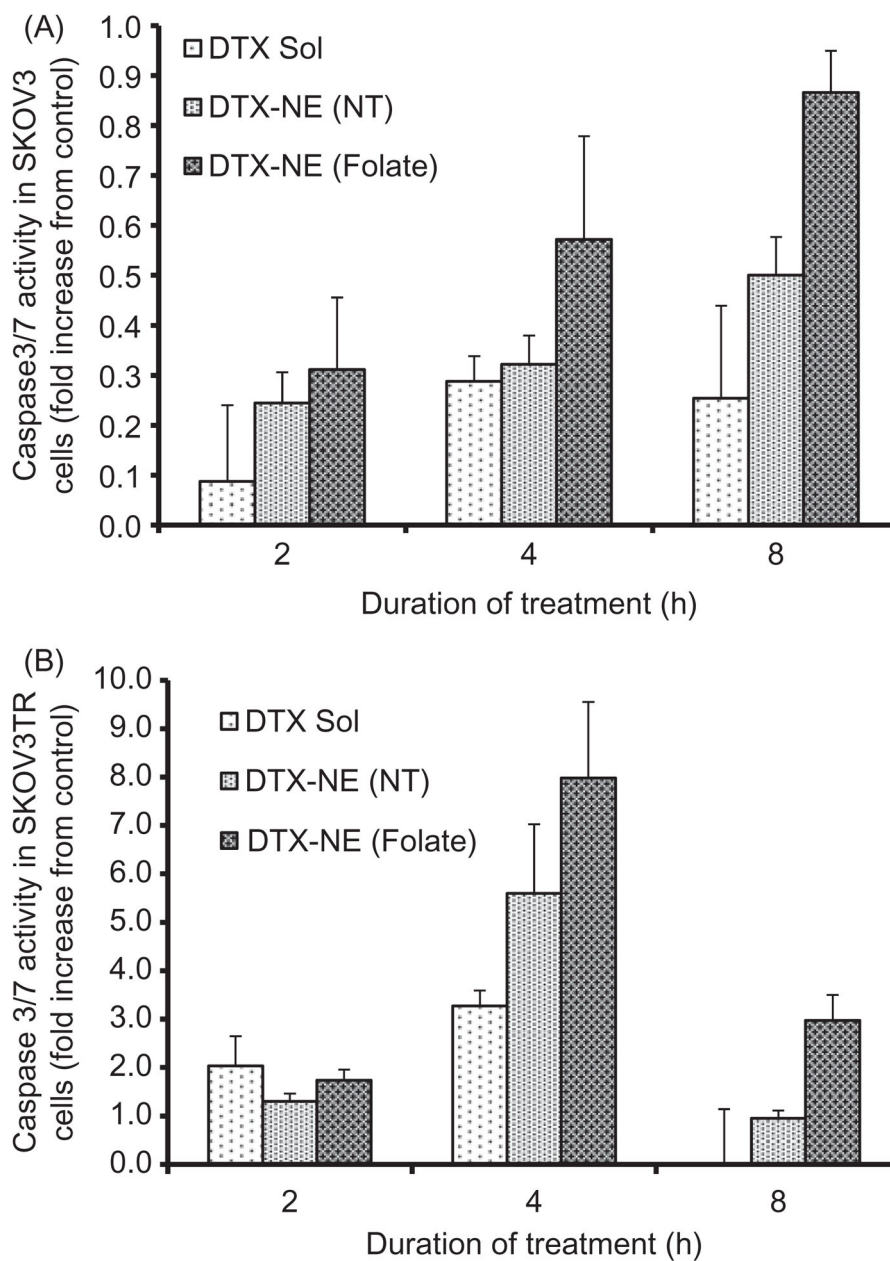 (A)
Caspase3/7 activity in SKOV3
cells (fold increase from control)
1.0
0.9
0.8
0.7
0.6
0.5
0.4
0.3
0.2
0.1
0.0
DTX Sol
DTX-NE (NT)
DTX-NE (Folate)
2 4 8
Duration of treatment (h)
(B)
Caspase 3/7 activity in SKOV3TR
cells (fold increase from control)
10.0
9.0
8.0
7.0
6.0
5.0
4.0
3.0
2.0
1.0
0.0
DTX Sol
DTX-NE (NT)
DTX-NE (Folate)
2 4 8
Duration of treatment (h)